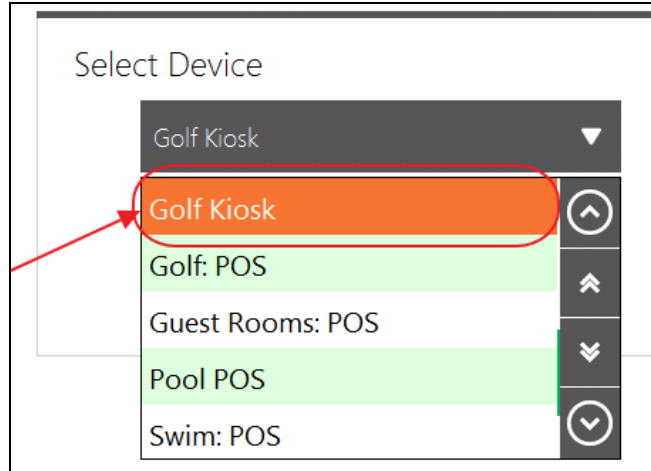 Select Device
Golf Kiosk
Golf Kiosk
Golf: POS
Guest Rooms: POS
Pool POS
Swim: POS